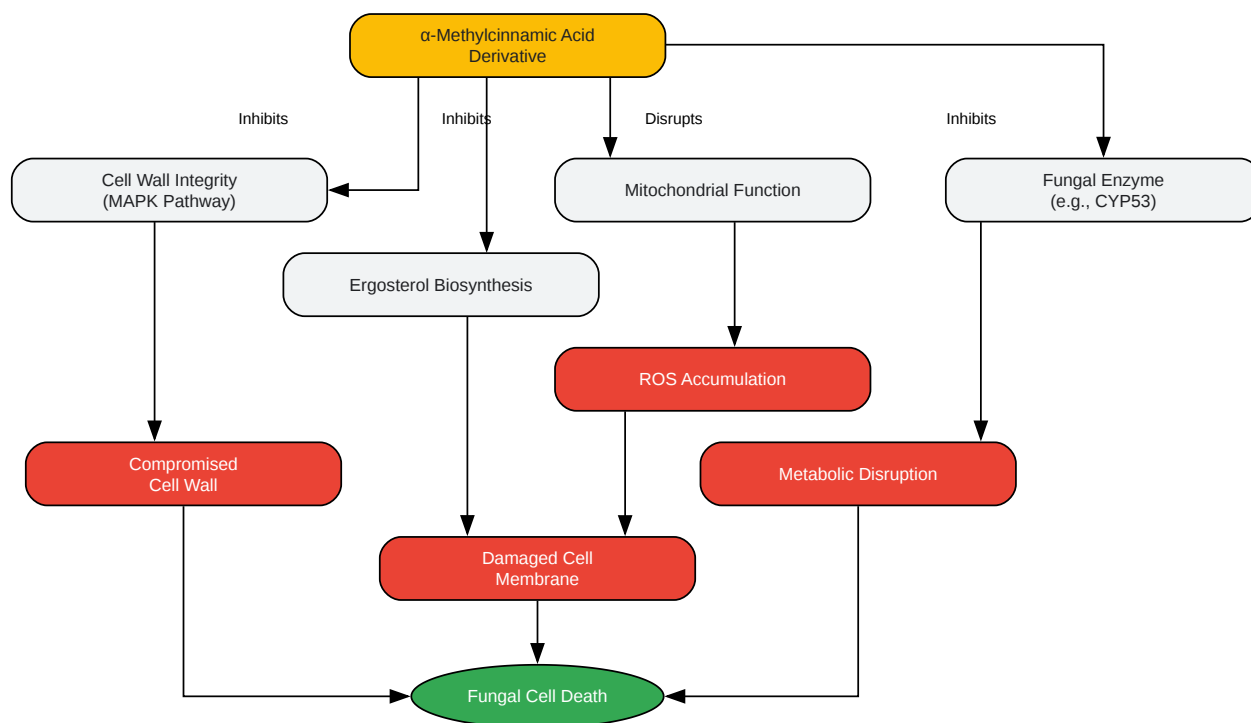 α-Methylcinnamic Acid
Derivative
Inhibits
Inhibits
Disrupts
Inhibits
Cell Wall Integrity
(MAPK Pathway)
Mitochondrial Function
Fungal Enzyme
(e.g., CYP53)
Ergosterol Biosynthesis
ROS Accumulation
Compromised
Cell Wall
Metabolic Disruption
Damaged Cell
Membrane
Fungal Cell Death